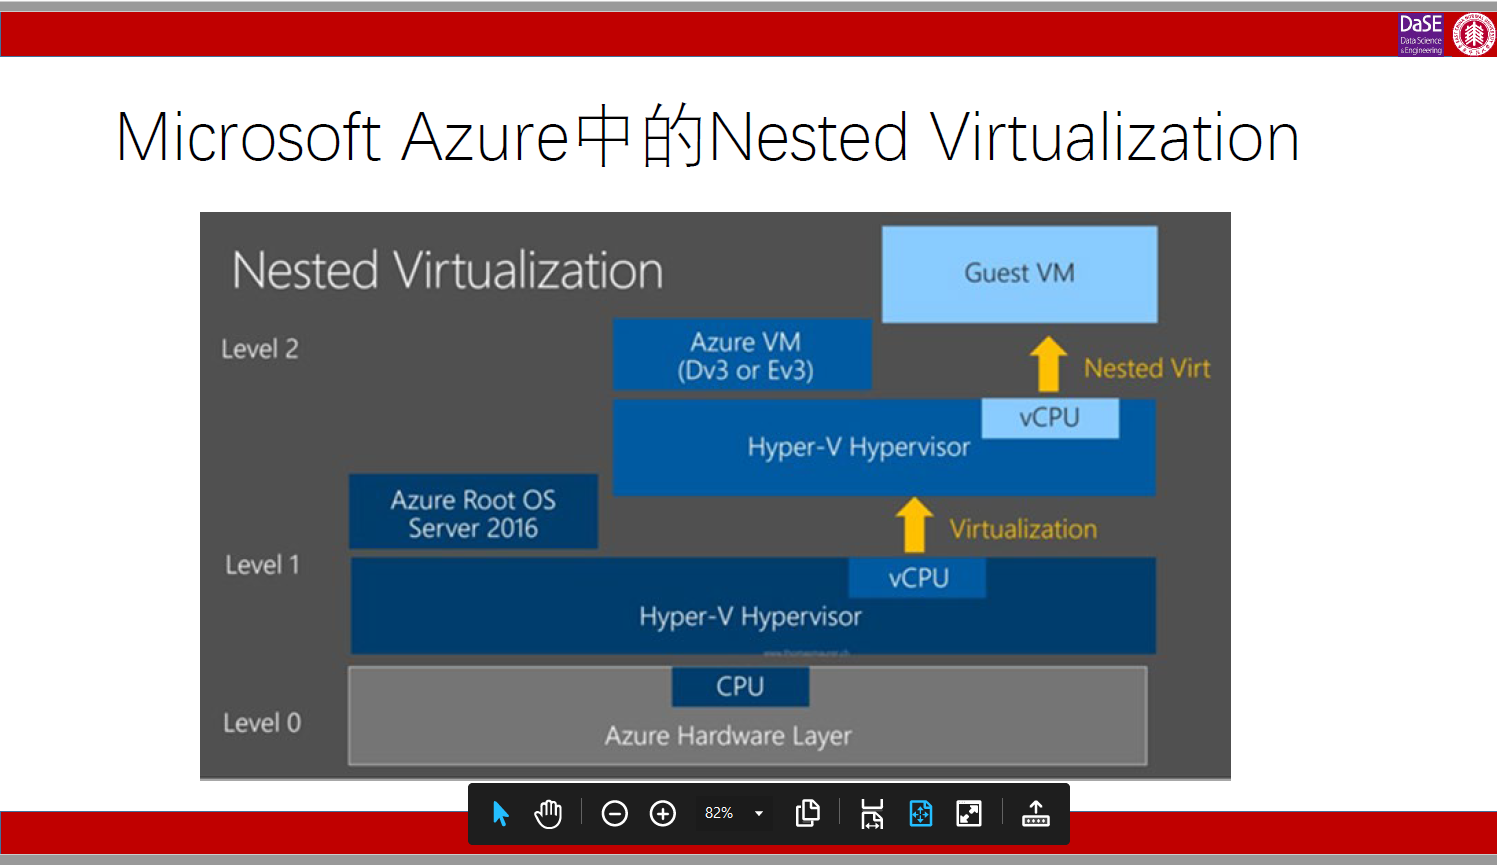 DaSE
Data Science
& Engineering
Microsoft Azure中的Nested Virtualization
Nested Virtualization
Guest VM
Level 2
Azure VM
(Dv3 or Ev3)
Nested Virt
vCPU
Hyper-V Hypervisor
Azure Root OS
Server 2016
Virtualization
Level 1
vCPU
Hyper-V Hypervisor
CPU
Level 0
Azure Hardware Layer
82%